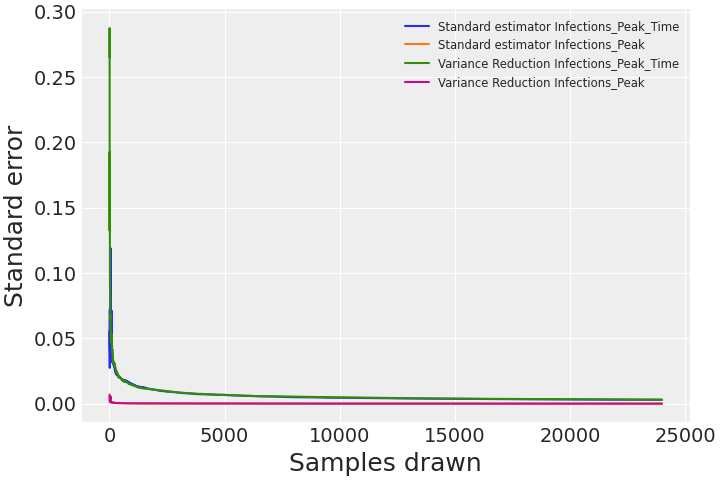 0.30
0.25
0.20
0.15
0.10
0.05
0.00
Standard error
Standard estimator Infections_Peak_Time
Standard estimator Infections_Peak
Variance Reduction Infections_Peak_Time
Variance Reduction Infections_Peak
0 5000 10000 15000 20000 25000
Samples drawn